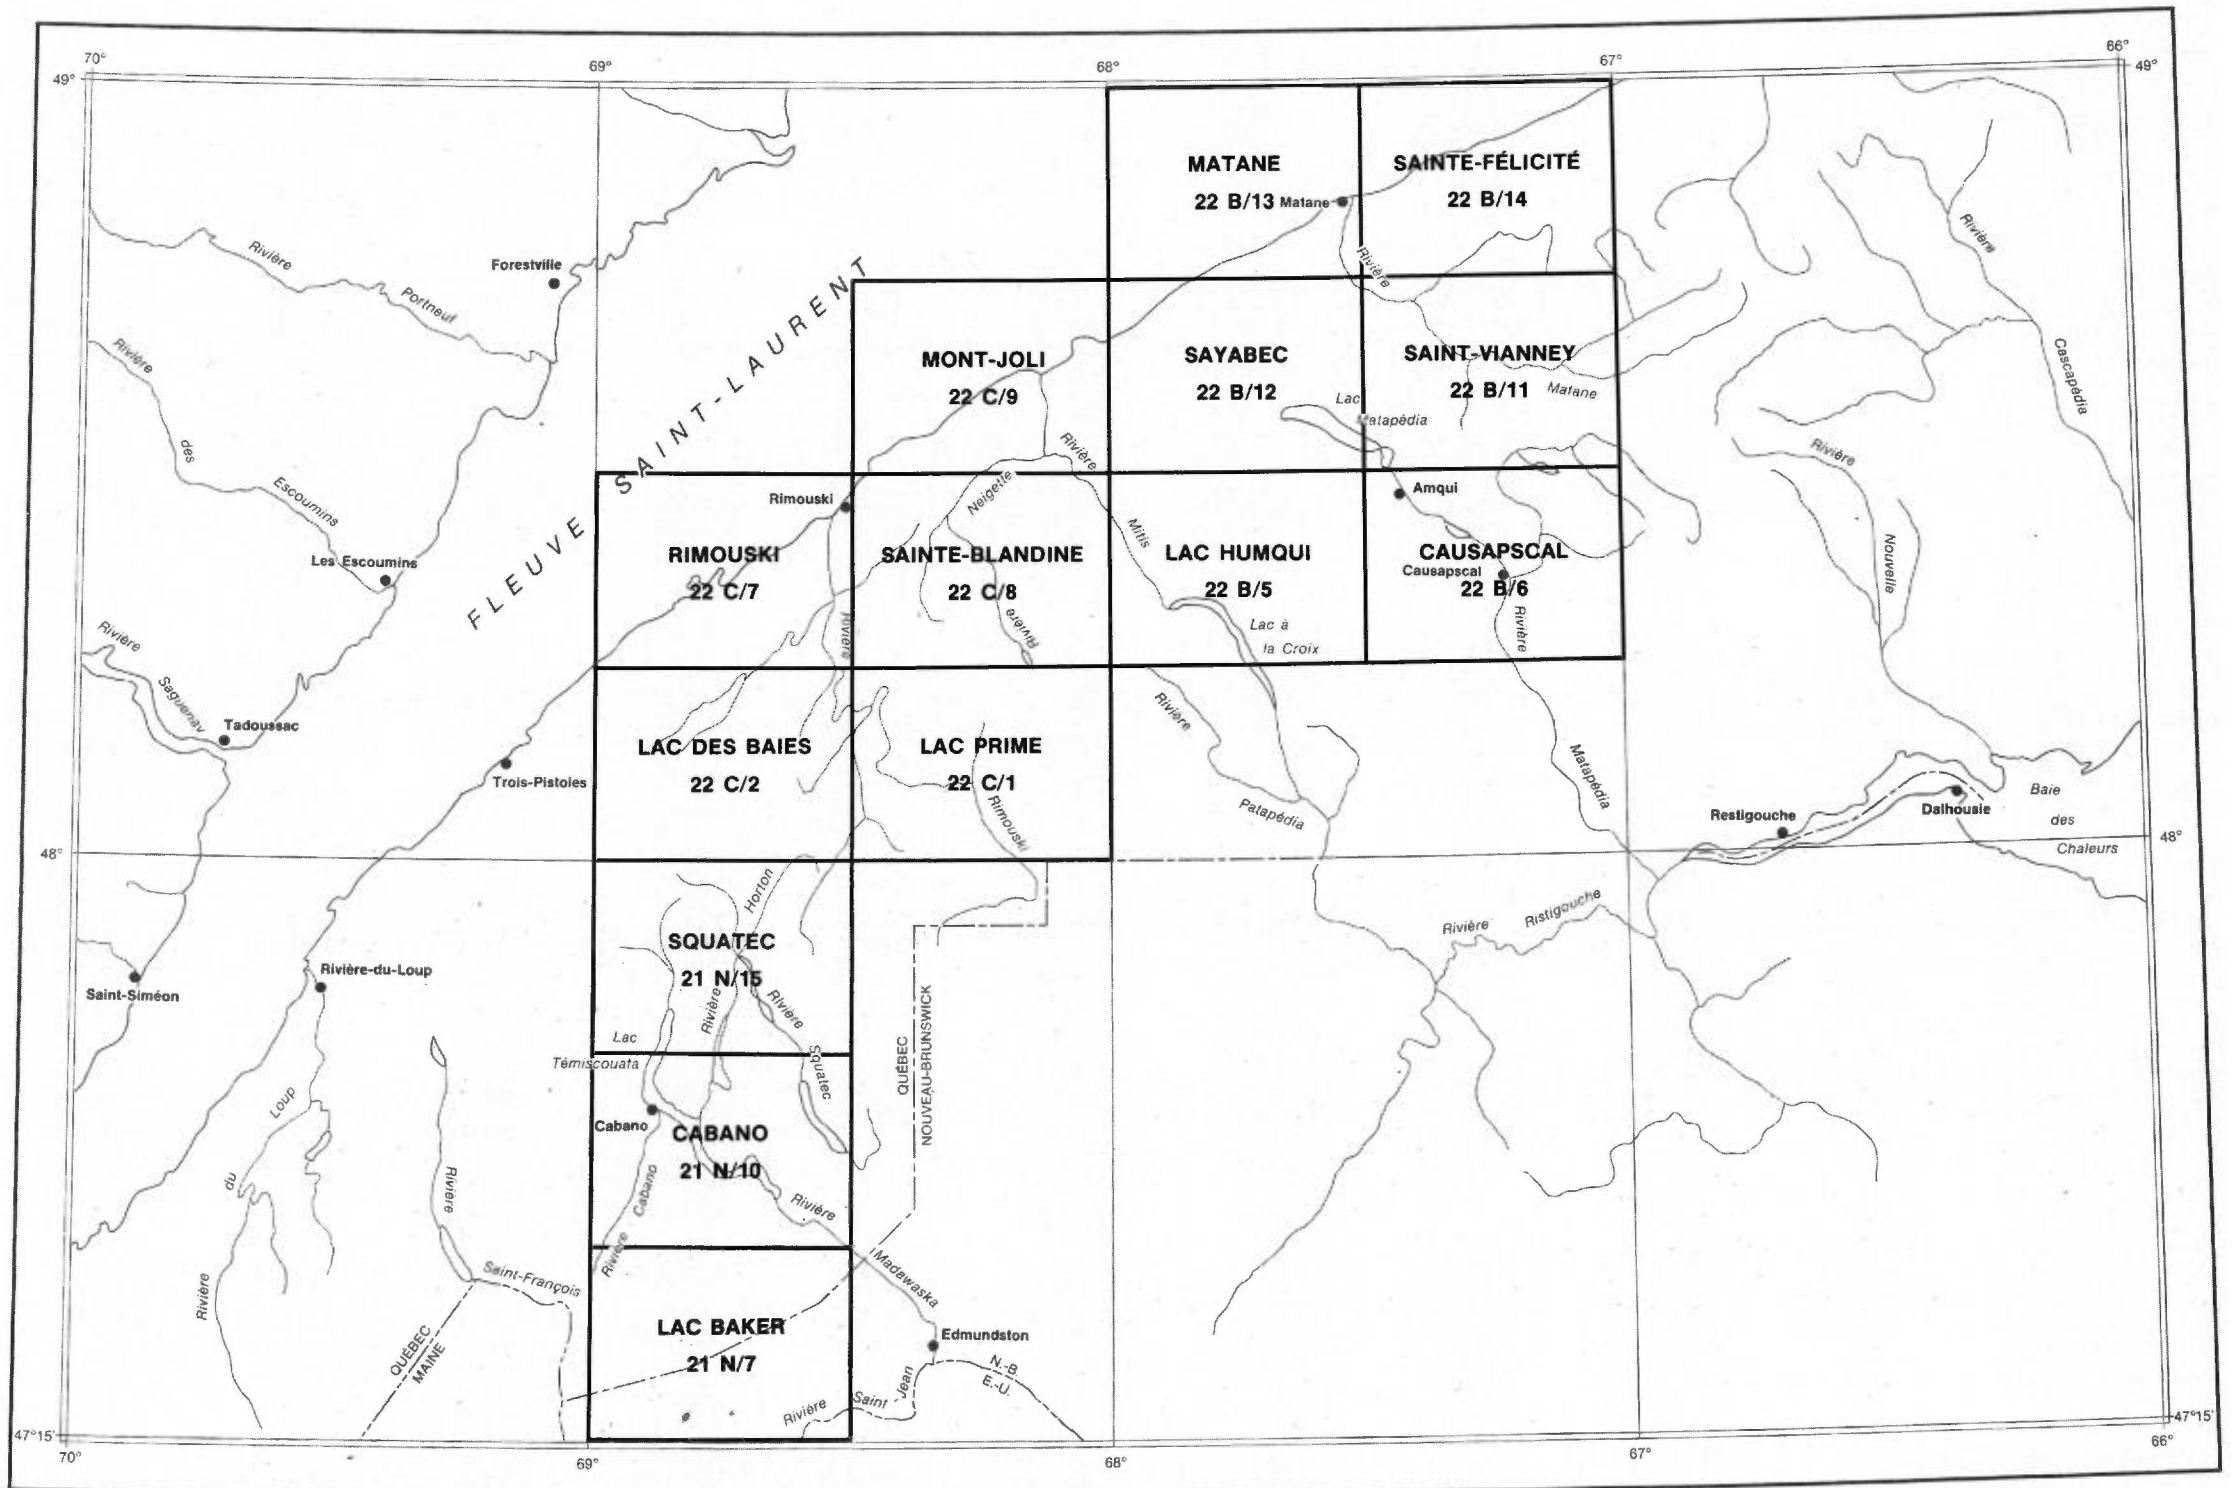 70°
69°
68°
67°
66°
49°
49°
MATANE
22 B/13
Matane
SAINTE-FÉLICITÉ
22 B/14
Rivière
Rivière
Portneuf
Forestville
Rivière
des
Escoumins
Les Escoumins
FLEUVE SAINT-LAURENT
MONT-JOLI
22 C/9
SAYABEC
22 B/12
SAINT-VIANNEY
22 B/11
Matane
Lac
Matapédia
Rivière
Cascapédia
Rivière
Nouvelle
Rimouski
RIMOUSKI
22 C/7
Rivière
Neigette
SAINTE-BLANDINE
22 C/8
Rivière
Rivière
Mitis
LAC HUMQUI
22 B/5
Lac à
la Croix
Amqui
CAUSAPSCAL
Causapscal
22 B/6
Rivière
Matapédia
Rivière
Saguenay
Tadoussac
Trois-Pistoles
LAC DES BAIES
22 C/2
LAC PRIME
22 C/1
Rimouski
Rivière
Patapédia
Restigouche
Dalhousie
Baie
des
Chaleurs
48°
48°
Saint-Siméon
Rivière-du-Loup
Horton
SQUATEC
21 N/15
Rivière
Rivière
Squatec
Lac
Témiscouata
QUÉBEC
NOUVEAU-BRUNSWICK
Rivière
Ristigouche
Loup
du
Rivière
Rivière
Saint-François
QUÉBEC
MAINE
Cabano
CABANO
21 N/10
Cabano
Rivière
Rivière
Madawaska
LAC BAKER
21 N/7
Edmundston
N.-B
E.-U.
Rivière
Saint-Jean
47°15'
47°15'
70°
69°
68°
67°
66°